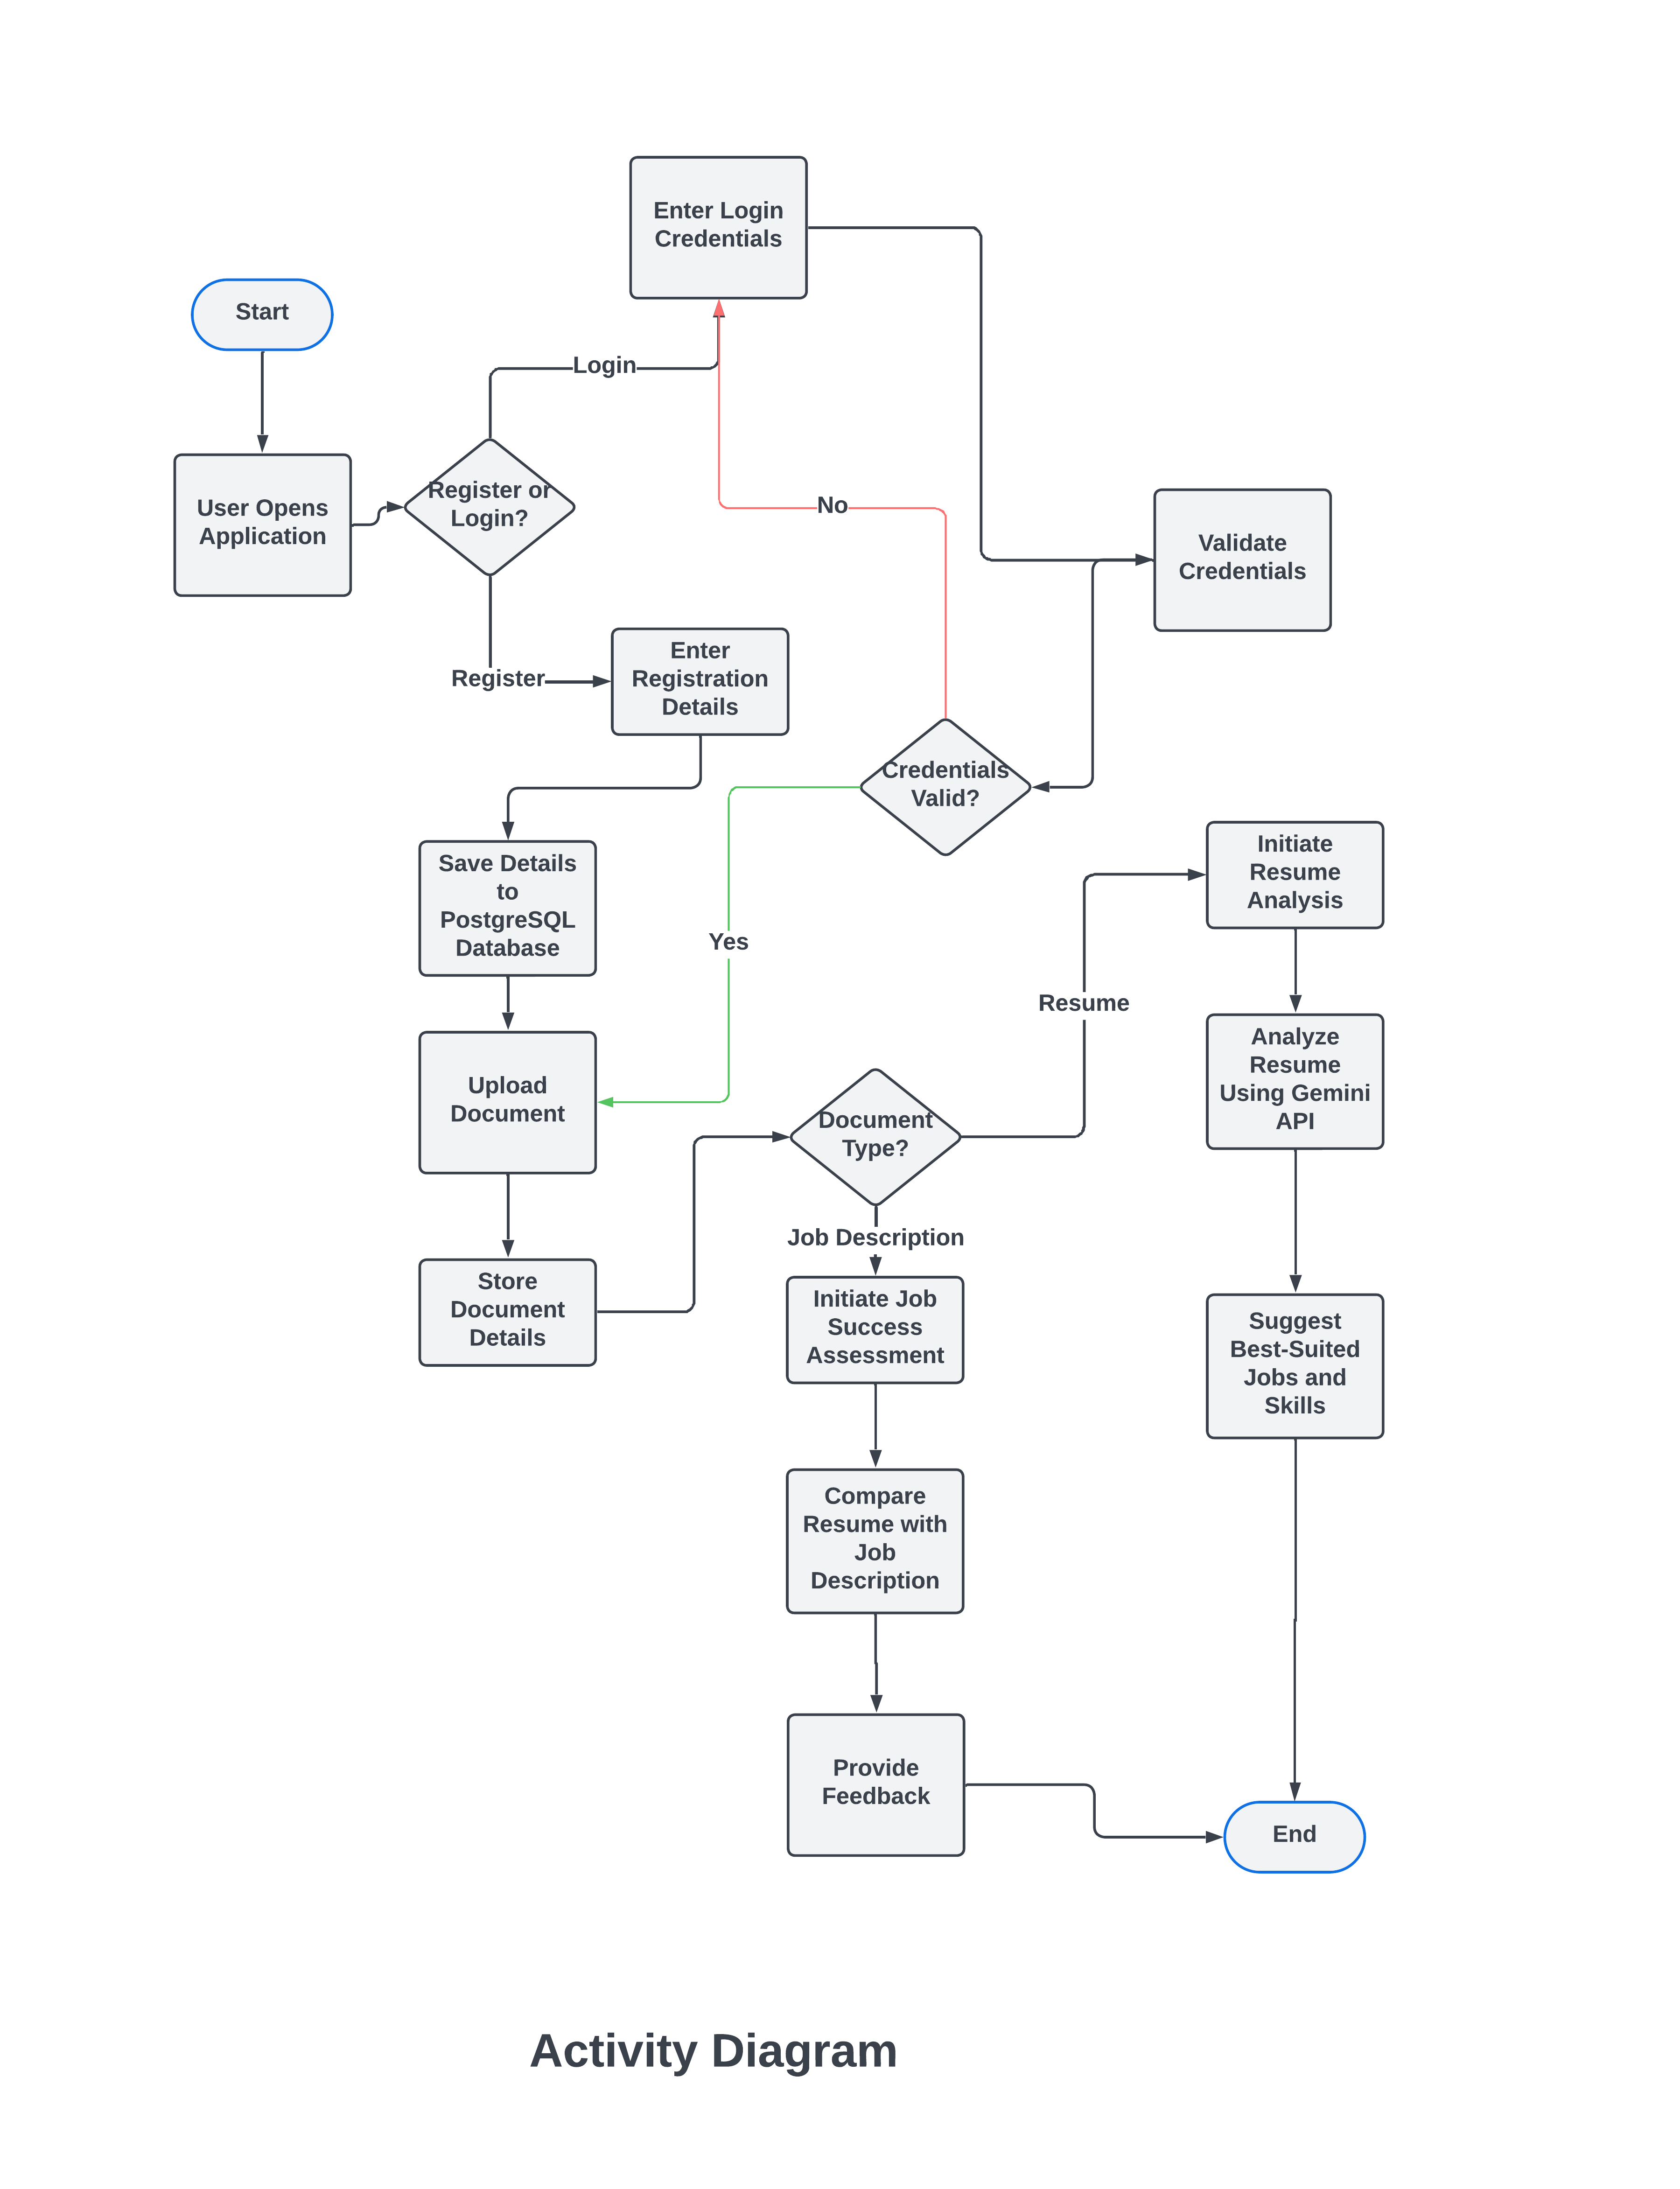 Enter Login
Credentials
Start
Login
User Opens
Application
Register or
Login?
No
Validate
Credentials
Register
Enter
Registration
Details
Credentials
Valid?
Save Details
to
PostgreSQL
Database
Yes
Initiate
Resume
Analysis
Resume
Upload
Document
Document
Type?
Analyze
Resume
Using Gemini
API
Job Description
Store
Document
Details
Initiate Job
Success
Assessment
Suggest
Best-Suited
Jobs and
Skills
Compare
Resume with
Job
Description
Provide
Feedback
End
Activity Diagram